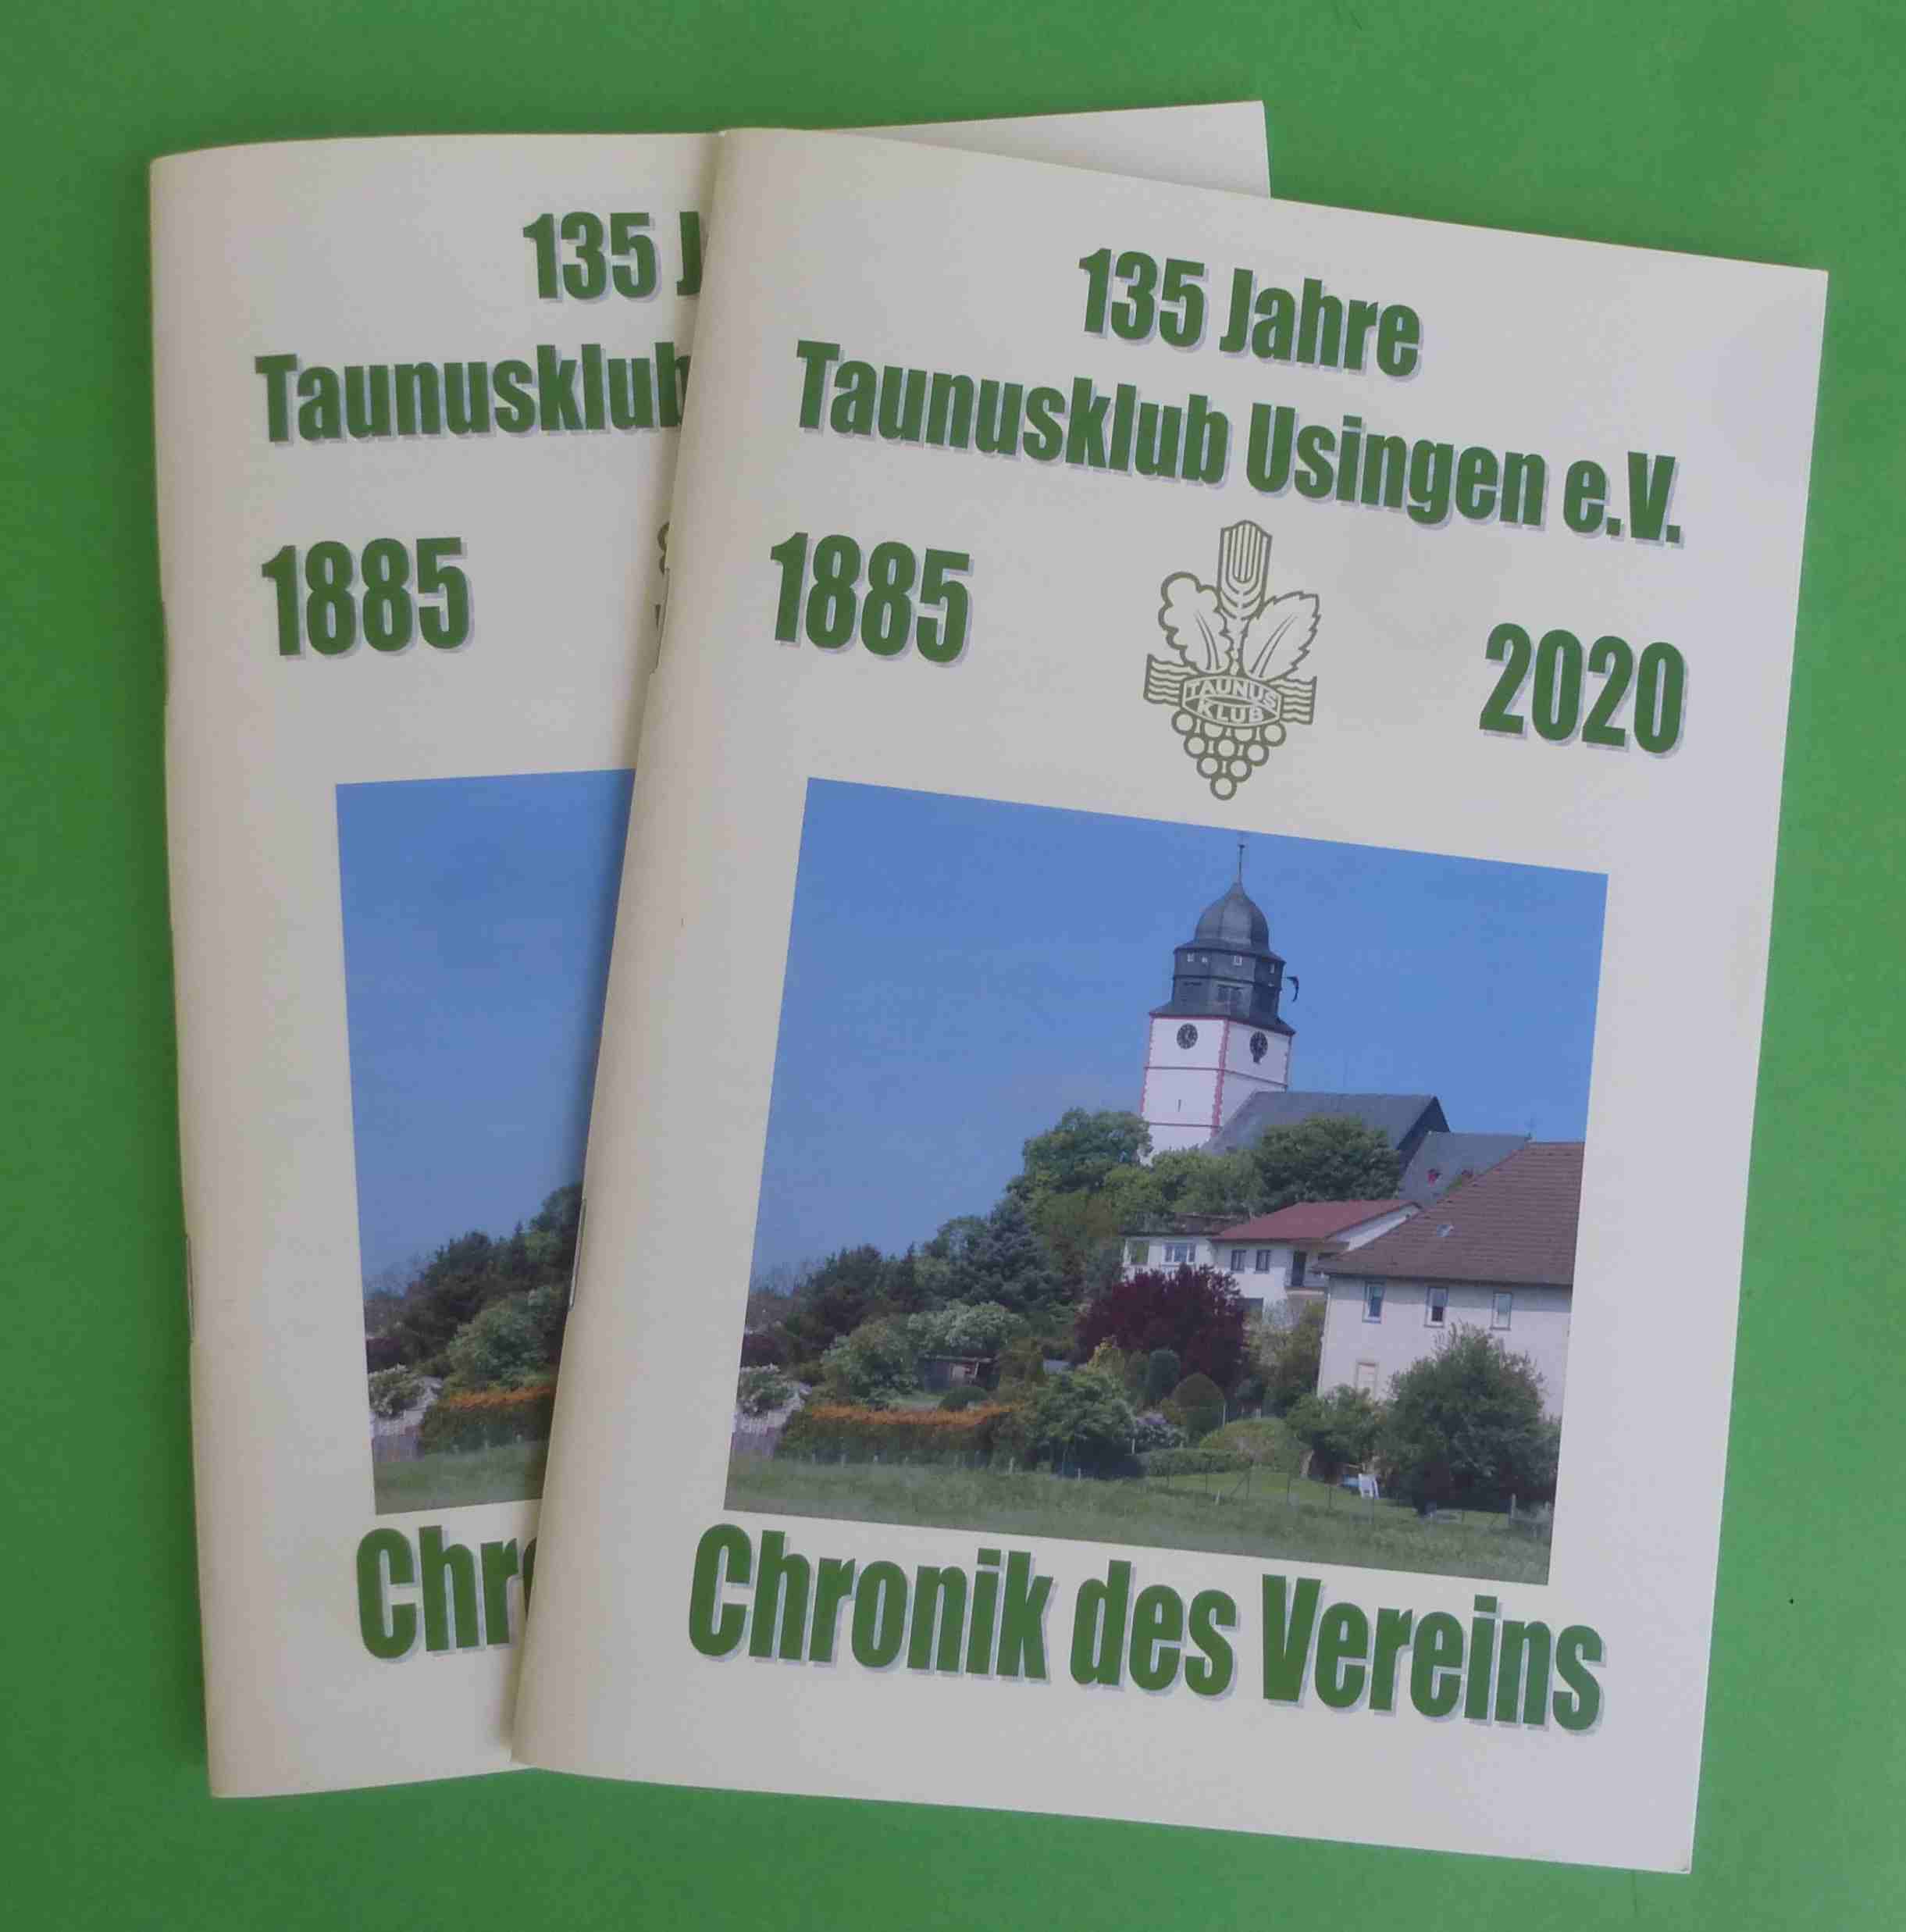 135 J
Taunusklub
1885
Chro
135 Jahre
Taunusklub Usingen e.V.
1885
2020
TAUNUS
KLUB
Chronik des Vereins